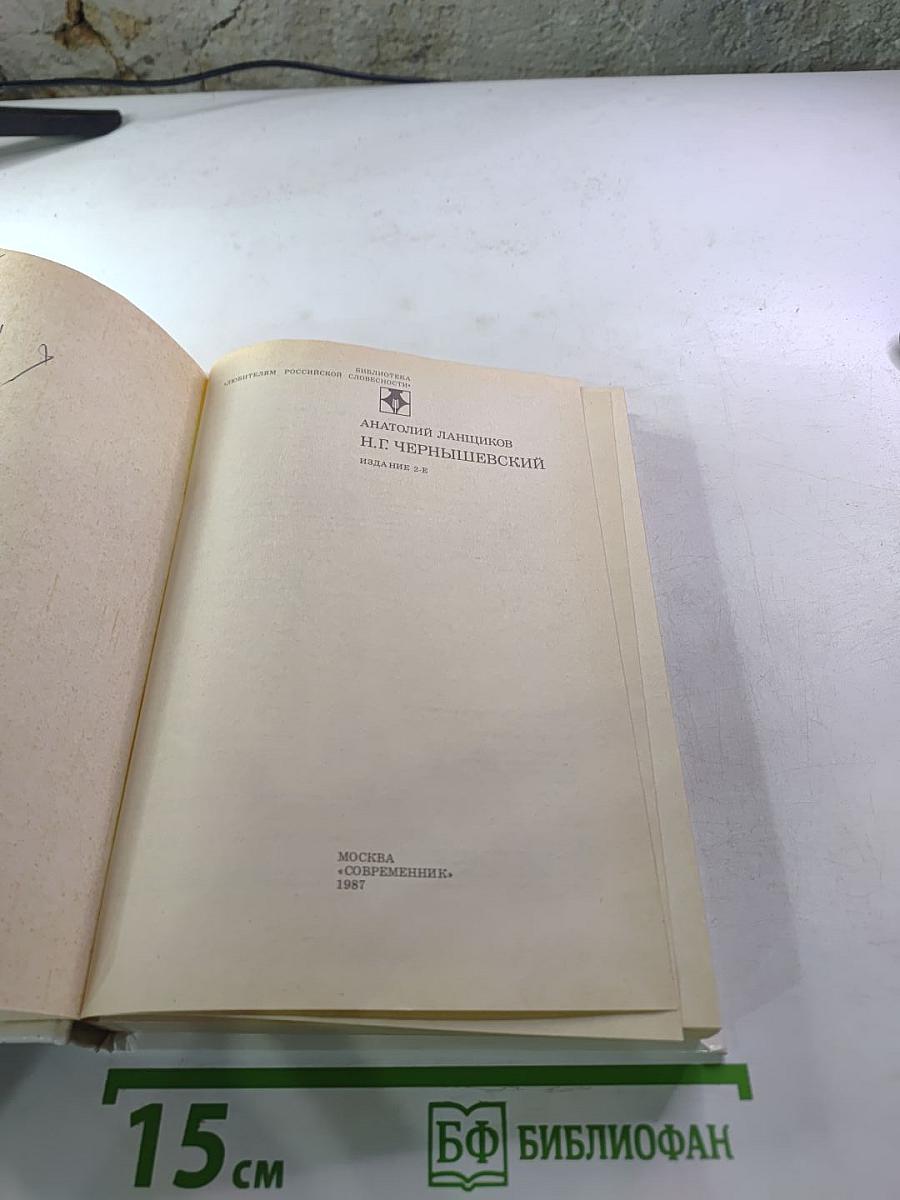 БИБЛИОТЕКА
«ЛЮБИТЕЛЯМ РОССИЙСКОЙ СЛОВЕСНОСТИ»
АНАТОЛИЙ ЛАНЩИКОВ
Н.Г. ЧЕРНЫШЕВСКИЙ
ИЗДАНИЕ 2-Е
МОСКВА
«СОВРЕМЕННИК»
1987
15 см
БФ БИБЛИОФАН